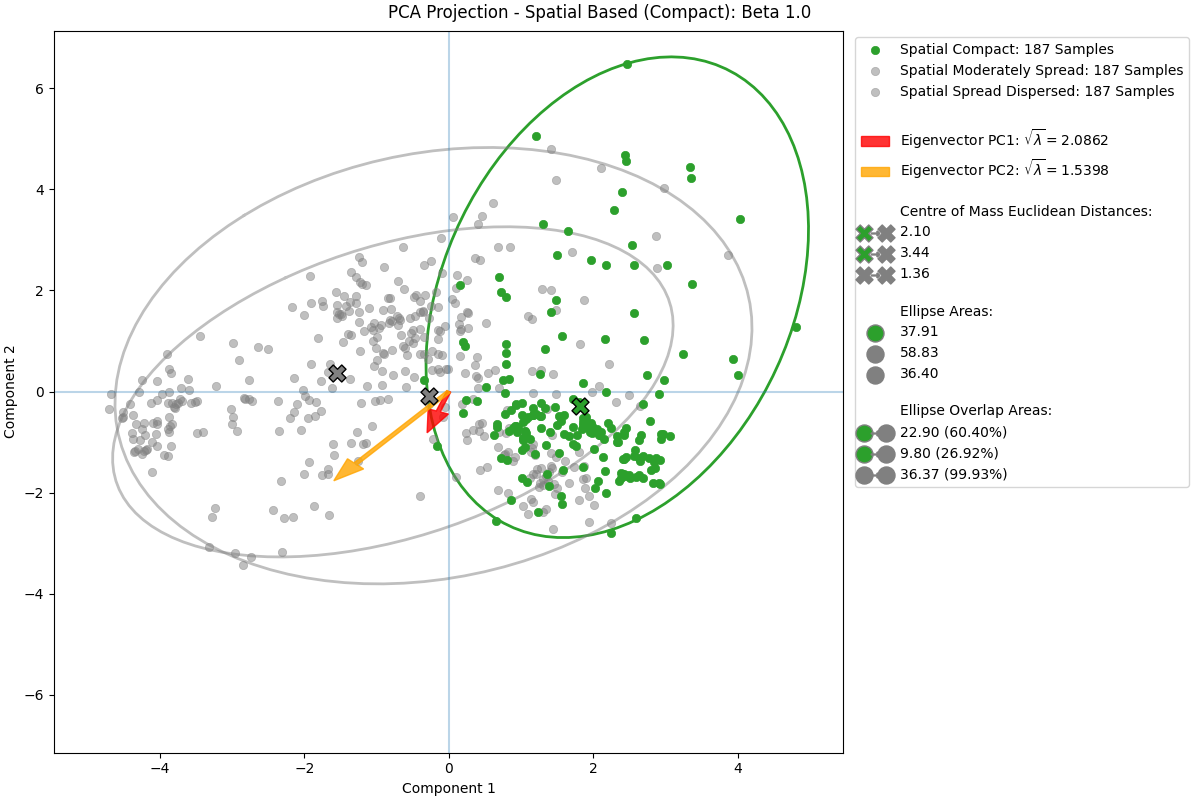 PCA Projection - Spatial Based (Compact): Beta 1.0
Component 2
6
4
2
0
−2
−4
−6
−4
−2
0
2
4
Component 1
Spatial Compact: 187 Samples
Spatial Moderately Spread: 187 Samples
Spatial Spread Dispersed: 187 Samples
Eigenvector PC1: √λ = 2.0862
Eigenvector PC2: √λ = 1.5398
Centre of Mass Euclidean Distances:
2.10
3.44
1.36
Ellipse Areas:
37.91
58.83
36.40
Ellipse Overlap Areas:
22.90 (60.40%)
9.80 (26.92%)
36.37 (99.93%)